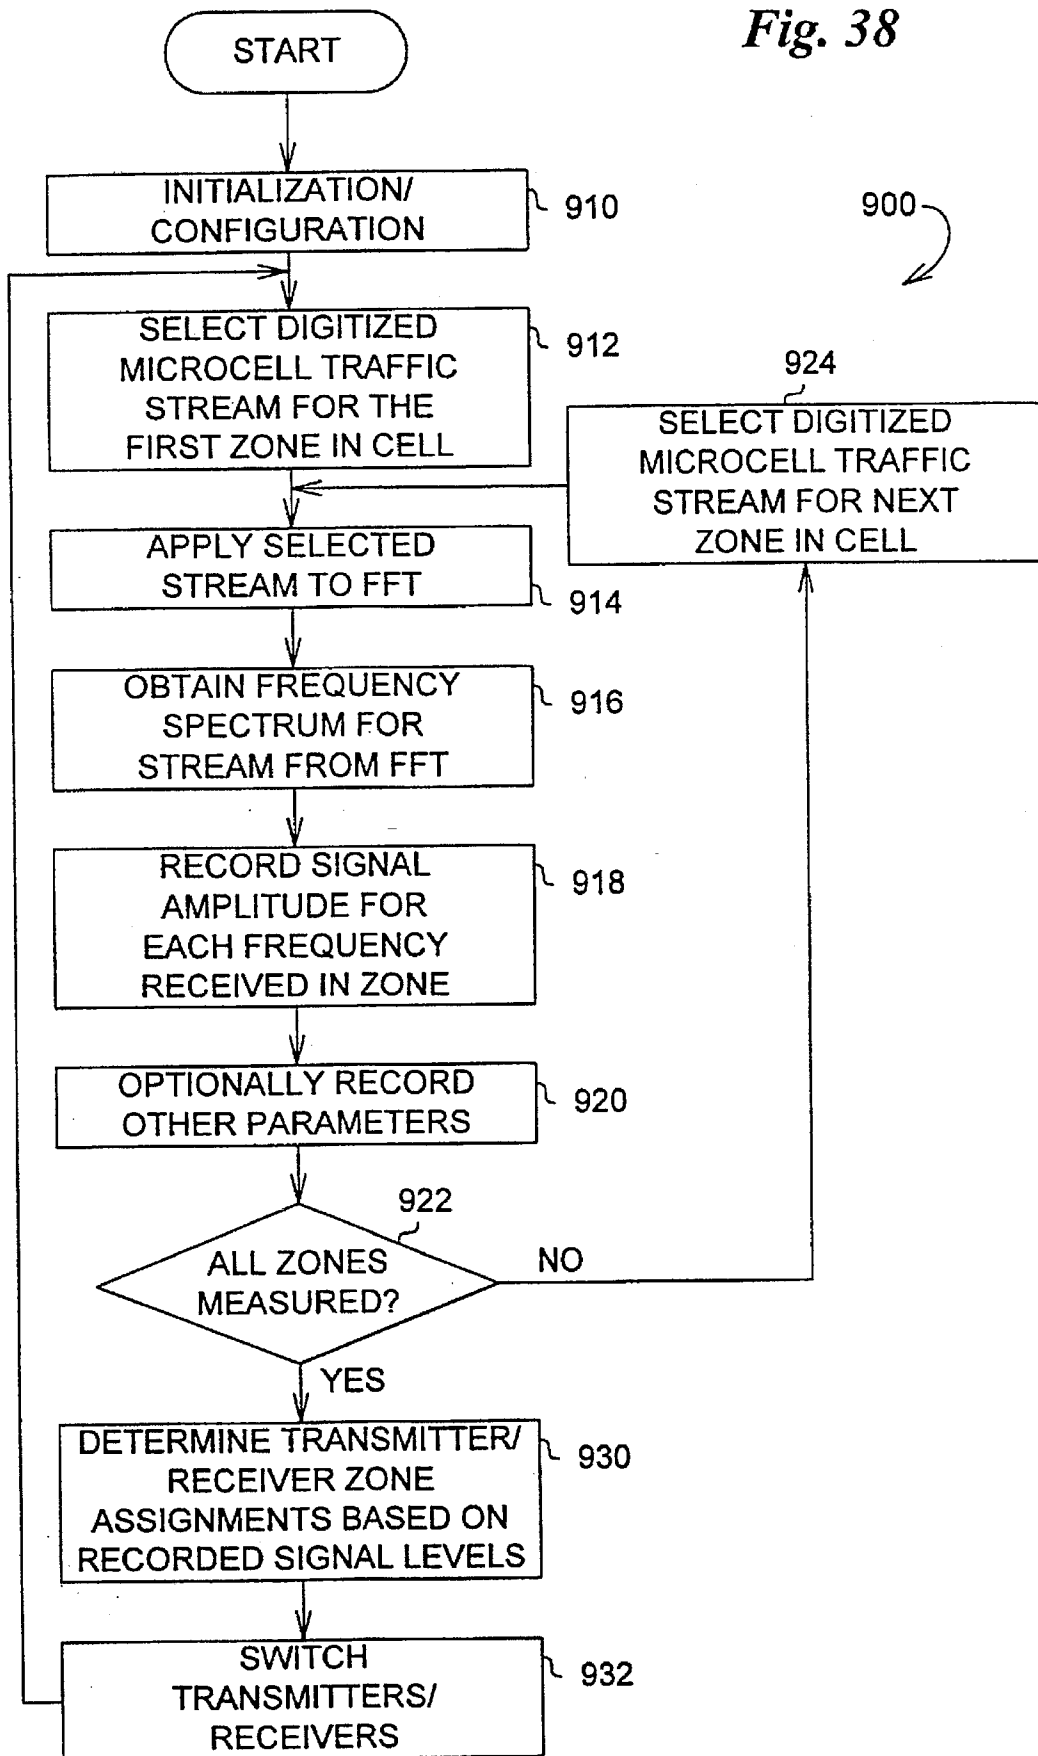 Fig. 38
START
INITIALIZATION/
CONFIGURATION
910
900
SELECT DIGITIZED
MICROCELL TRAFFIC
STREAM FOR THE
FIRST ZONE IN CELL
912
924
SELECT DIGITIZED
MICROCELL TRAFFIC
STREAM FOR NEXT
ZONE IN CELL
APPLY SELECTED
STREAM TO FFT
914
OBTAIN FREQUENCY
SPECTRUM FOR
STREAM FROM FFT
916
RECORD SIGNAL
AMPLITUDE FOR
EACH FREQUENCY
RECEIVED IN ZONE
918
OPTIONALLY RECORD
OTHER PARAMETERS
920
922
ALL ZONES
MEASURED?
NO
YES
DETERMINE TRANSMITTER/
RECEIVER ZONE
ASSIGNMENTS BASED ON
RECORDED SIGNAL LEVELS
930
SWITCH
TRANSMITTERS/
RECEIVERS
932